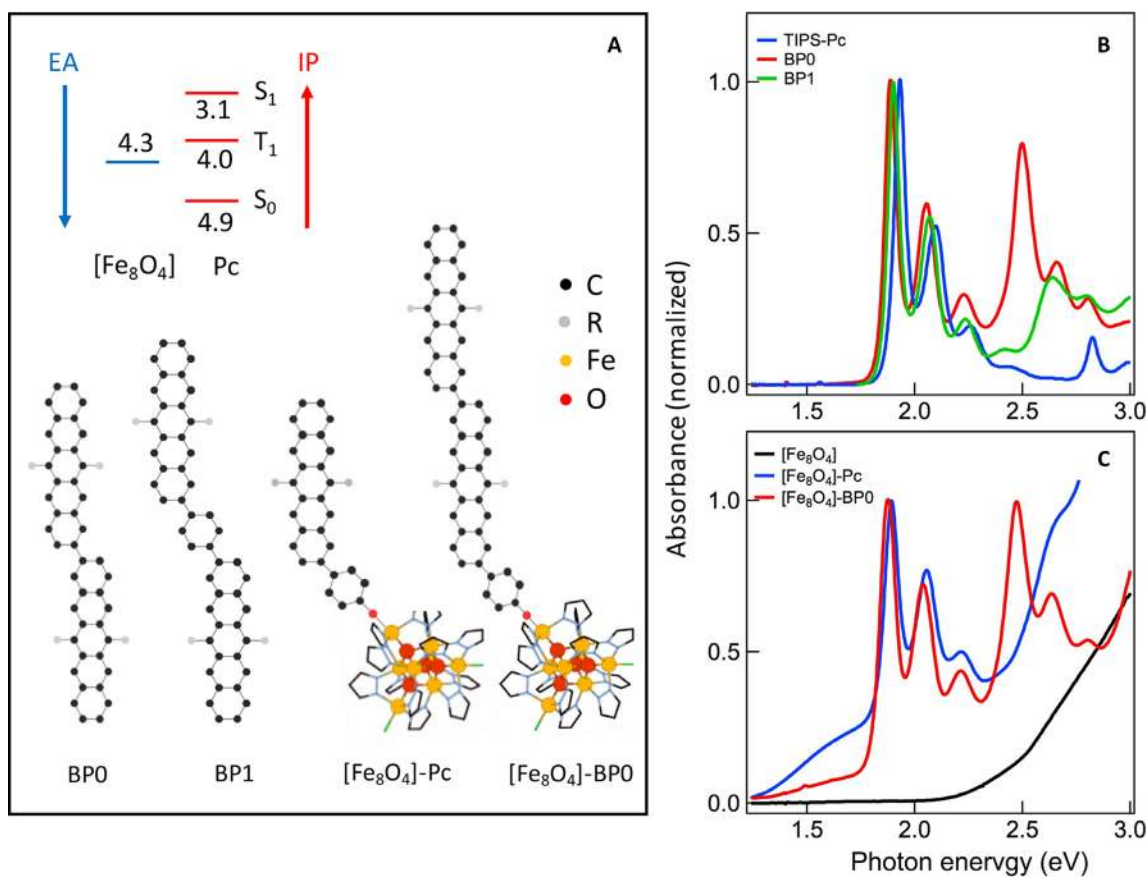 A
EA
IP
S₁
3.1
4.3
T₁
4.0
S₀
4.9
[Fe₈O₄] Pc
C
R
Fe
O
BP0
BP1
[Fe₈O₄]-Pc
[Fe₈O₄]-BP0
B
TIPS-Pc
BP0
BP1
1.0
0.5
0.0
1.5 2.0 2.5 3.0
Absorbance (normalized)
C
[Fe₈O₄]
[Fe₈O₄]-Pc
[Fe₈O₄]-BP0
1.0
0.5
0.0
1.5 2.0 2.5 3.0
Photon enervgy (eV)